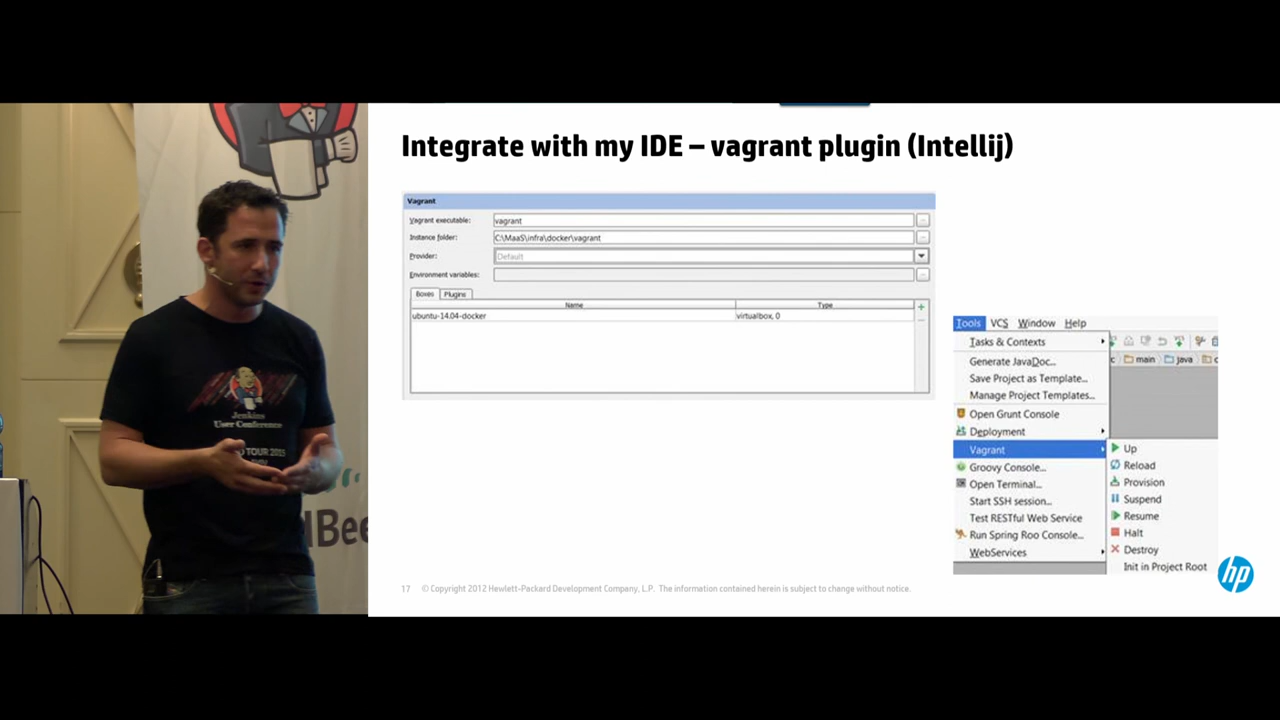 Integrate with my IDE – vagrant plugin (Intellij)
Vagrant
Vagrant executable: vagrant
Instance folder: C:\MaaS\infra\docker\vagrant
Provider: Default
Environment variables:
Boxes Plugins
Name Type
ubuntu-14.04-docker virtualbox, 0
Tools VCS Window Help
Tasks & Contexts
Generate JavaDoc...
Save Project as Template...
Manage Project Templates...
Open Grunt Console
Deployment
Vagrant
Groovy Console...
Open Terminal...
Start SSH session...
Test RESTful Web Service
Run Spring Roo Console...
WebServices
main java
Up
Reload
Provision
Suspend
Resume
Halt
Destroy
Init in Project Root
Jenkins
User Conference
TOUR 2015
hp
17 © Copyright 2012 Hewlett-Packard Development Company, L.P. The information contained herein is subject to change without notice.